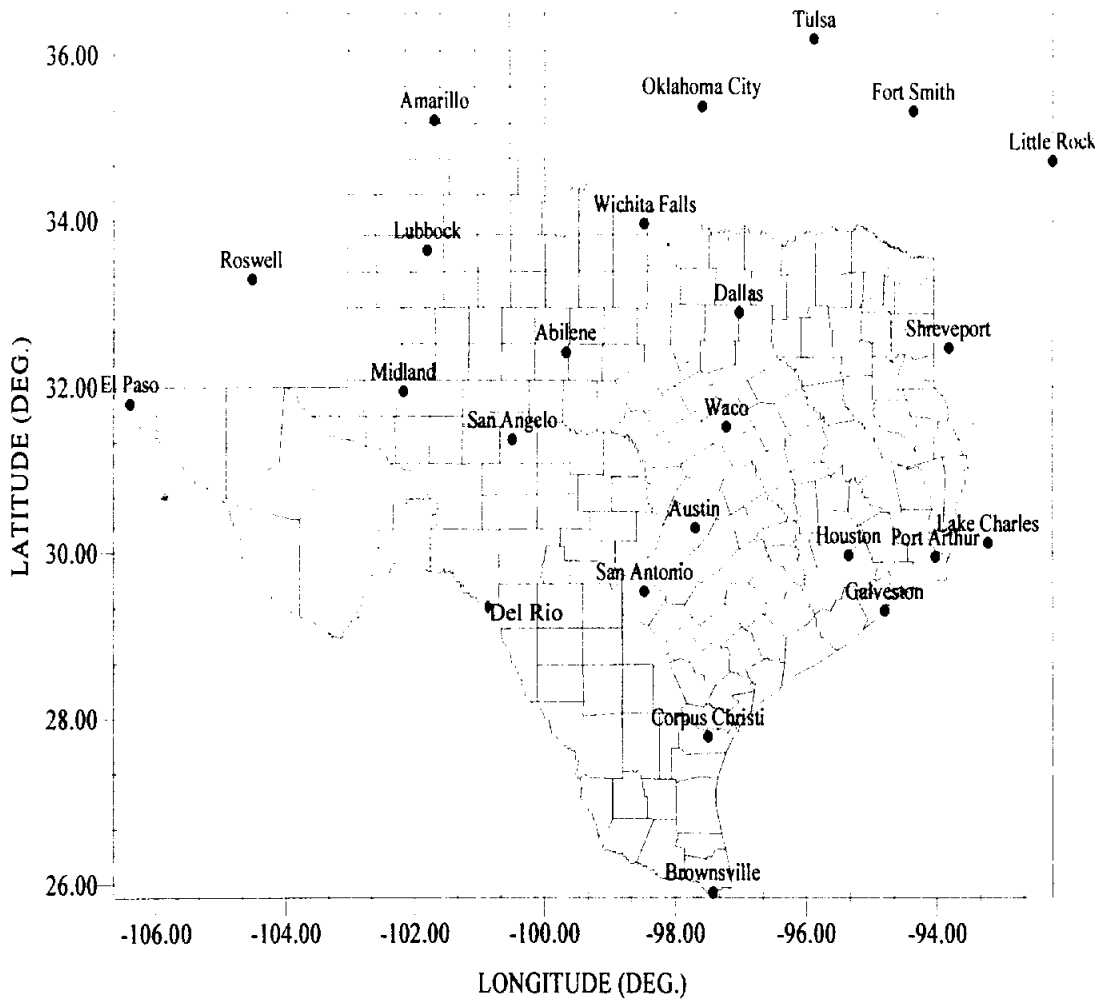 Tulsa
36.00
Oklahoma City
Fort Smith
Amarillo
Little Rock
Wichita Falls
34.00
Lubbock
Roswell
Dallas
Shreveport
Abilene
Midland
32.00
El Paso
San Angelo
Waco
LATITUDE (DEG.)
Austin
Lake Charles
Houston
Port Arthur
30.00
San Antonio
Galveston
Del Rio
28.00
Corpus Christi
Brownsville
26.00
-106.00
-104.00
-102.00
-100.00
-98.00
-96.00
-94.00
LONGITUDE (DEG.)